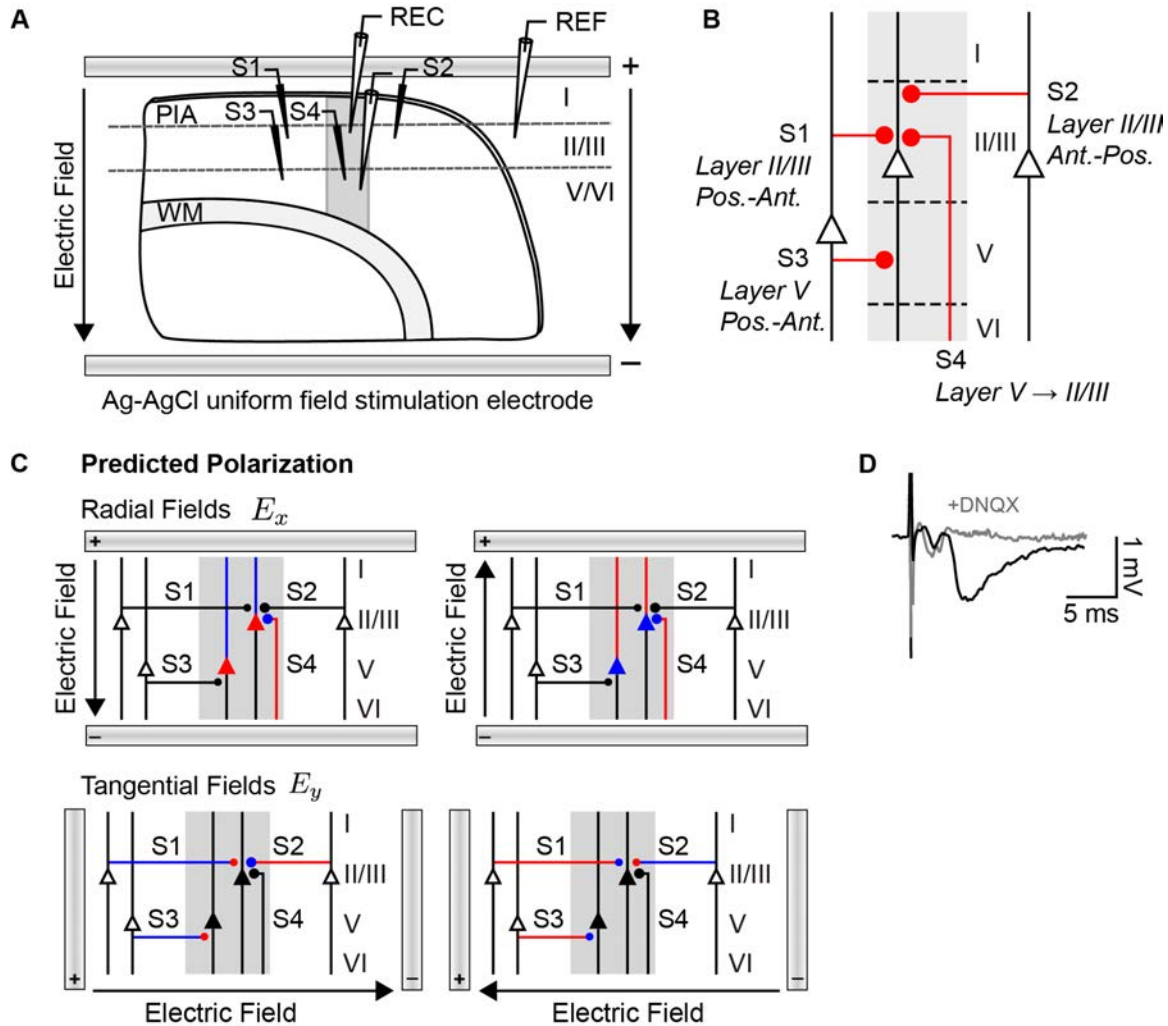 A
REC
REF
S1
S2
+
PIA
S3
S4
I
II/III
V/VI
WM
Electric Field
−
Ag-AgCl uniform field stimulation electrode
B
I
S2
Layer II/III
Ant.-Pos.
S1
Layer II/III
Pos.-Ant.
II/III
S3
Layer V
Pos.-Ant.
V
VI
S4
Layer V → II/III
C Predicted Polarization
Radial Fields Ex
+
Electric Field
S1
S2
S3
S4
I
II/III
V
VI
−
+
Electric Field
S1
S2
S3
S4
I
II/III
V
VI
−
Tangential Fields Ey
S1
S2
S3
S4
I
II/III
V
VI
+
−
Electric Field
S1
S2
S3
S4
I
II/III
V
VI
+
−
Electric Field
D
+DNQX
1 mV
5 ms